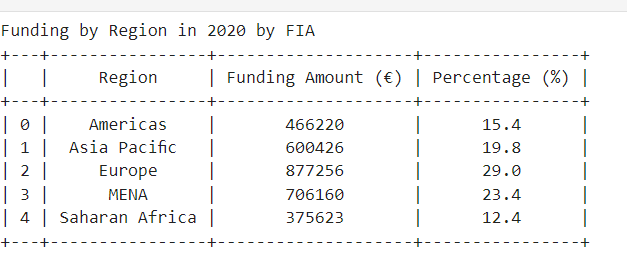 Funding by Region in 2020 by FIA
+---+----------------+--------------------+----------------+
|   |     Region     | Funding Amount (€) | Percentage (%) |
+---+----------------+--------------------+----------------+
| 0 |    Americas    |       466220       |      15.4      |
| 1 |  Asia Pacific  |       600426       |      19.8      |
| 2 |     Europe     |       877256       |      29.0      |
| 3 |      MENA      |       706160       |      23.4      |
| 4 | Saharan Africa |       375623       |      12.4      |
+---+----------------+--------------------+----------------+